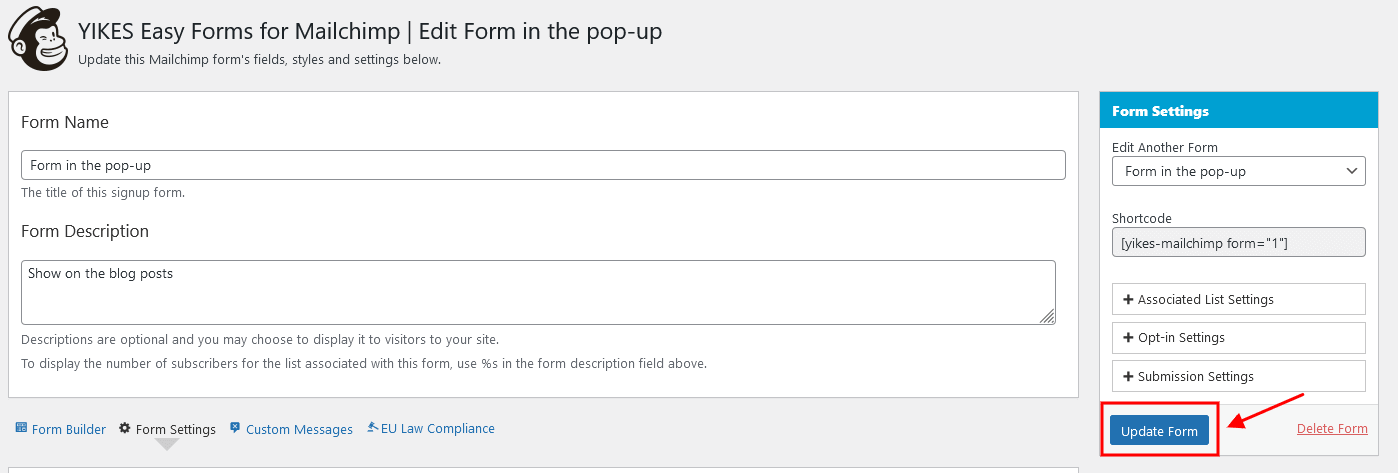 YIKES Easy Forms for Mailchimp | Edit Form in the pop-up
Update this Mailchimp form's fields, styles and settings below.
Form Name
Form in the pop-up
The title of this signup form.
Form Description
Show on the blog posts
Descriptions are optional and you may choose to display it to visitors to your site.
To display the number of subscribers for the list associated with this form, use %s in the form description field above.
Form Builder
Form Settings
Custom Messages
EU Law Compliance
Form Settings
Edit Another Form
Form in the pop-up
Shortcode
[yikes-mailchimp form="1"]
Associated List Settings
Opt-in Settings
Submission Settings
Update Form
Delete Form